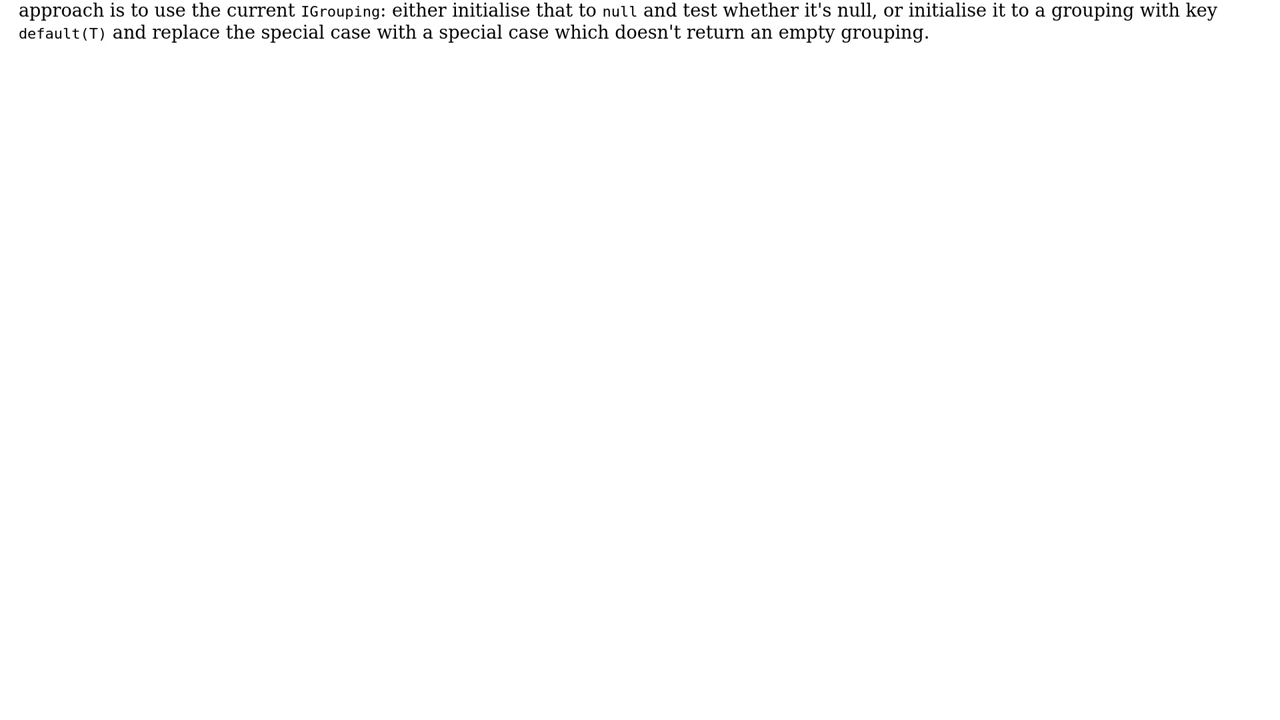 approach is to use the current IGrouping: either initialise that to null and test whether it's null, or initialise it to a grouping with key
default(T) and replace the special case with a special case which doesn't return an empty grouping.